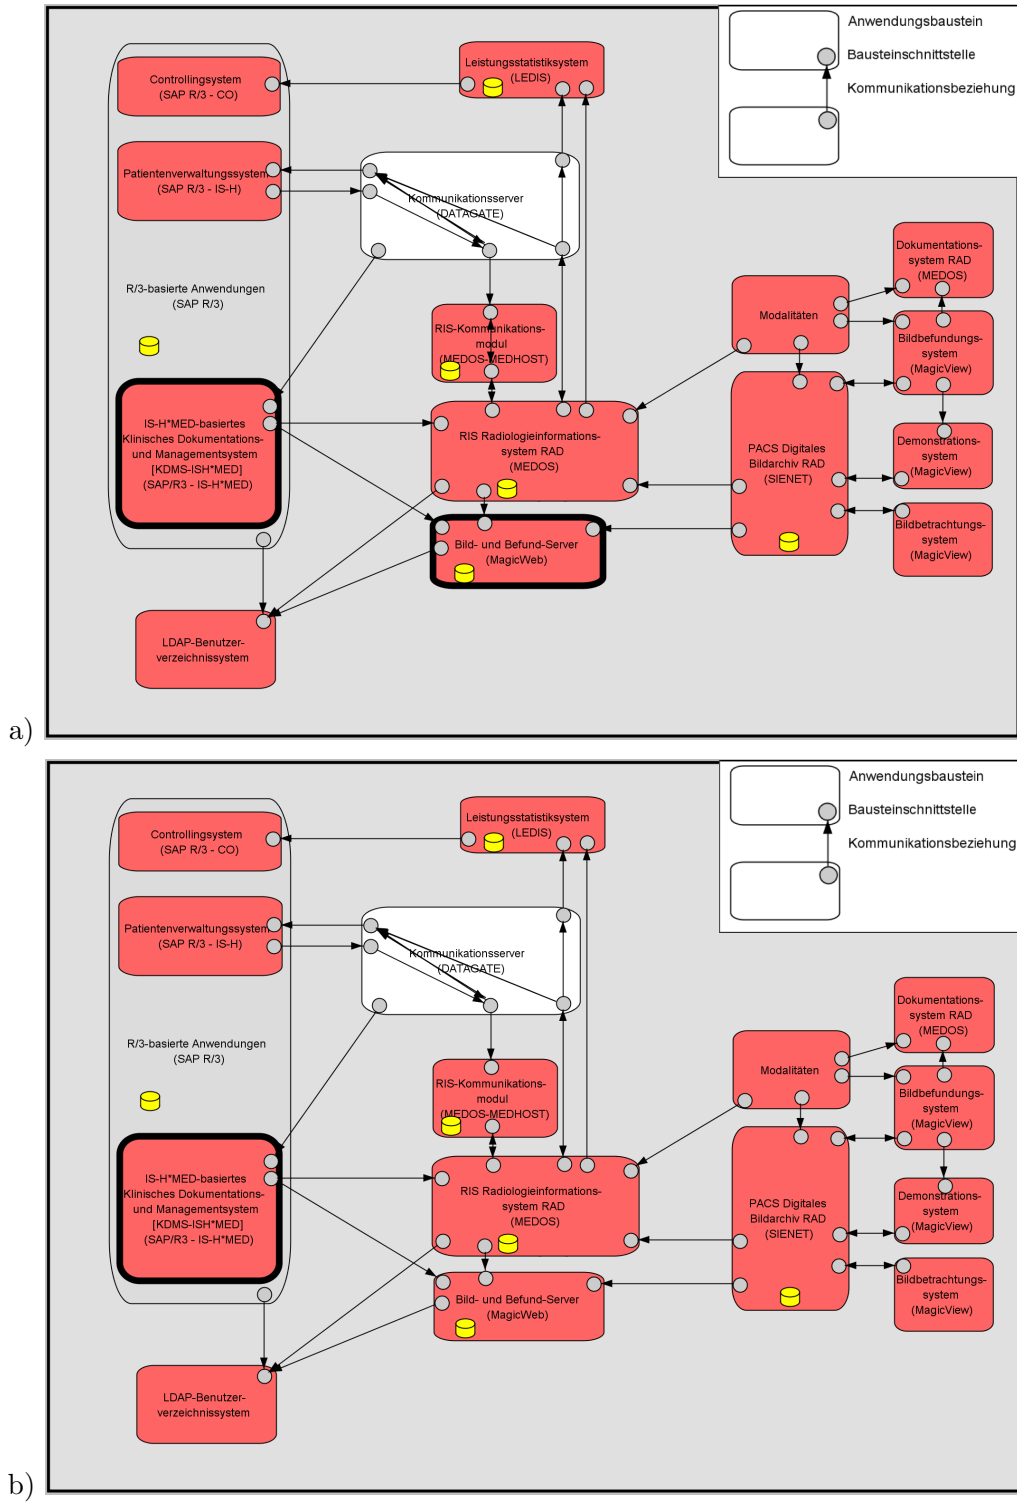 Anwendungsbaustein
Bausteinschnittstelle
Kommunikationsbeziehung
Leistungsstatistiksystem
(LEDIS)
Controllingsystem
(SAP R/3 - CO)
Patientenverwaltungssystem
(SAP R/3 - IS-H)
Kommunikationsserver
(DATAGATE)
Dokumentations-
system RAD
(MEDOS)
R/3-basierte Anwendungen
(SAP R/3)
Modalitäten
RIS-Kommunikations-
modul
(MEDOS-MEDHOST)
Bildbefundungs-
system
(MagicView)
IS-H*MED-basiertes
Klinisches Dokumentations-
und Managementsystem
[KDMS-ISH*MED]
(SAP/R3 - IS-H*MED)
RIS Radiologieinformations-
system RAD
(MEDOS)
PACS Digitales
Bildarchiv RAD
(SIENET)
Demonstrations-
system
(MagicView)
Bildbetrachtungs-
system
(MagicView)
Bild- und Befund-Server
(MagicWeb)
LDAP-Benutzer-
verzeichnissystem
a)
Anwendungsbaustein
Bausteinschnittstelle
Kommunikationsbeziehung
Leistungsstatistiksystem
(LEDIS)
Controllingsystem
(SAP R/3 - CO)
Patientenverwaltungssystem
(SAP R/3 - IS-H)
Kommunikationsserver
(DATAGATE)
Dokumentations-
system RAD
(MEDOS)
R/3-basierte Anwendungen
(SAP R/3)
Modalitäten
RIS-Kommunikations-
modul
(MEDOS-MEDHOST)
Bildbefundungs-
system
(MagicView)
IS-H*MED-basiertes
Klinisches Dokumentations-
und Managementsystem
[KDMS-ISH*MED]
(SAP/R3 - IS-H*MED)
RIS Radiologieinformations-
system RAD
(MEDOS)
PACS Digitales
Bildarchiv RAD
(SIENET)
Demonstrations-
system
(MagicView)
Bildbetrachtungs-
system
(MagicView)
Bild- und Befund-Server
(MagicWeb)
LDAP-Benutzer-
verzeichnissystem
b)